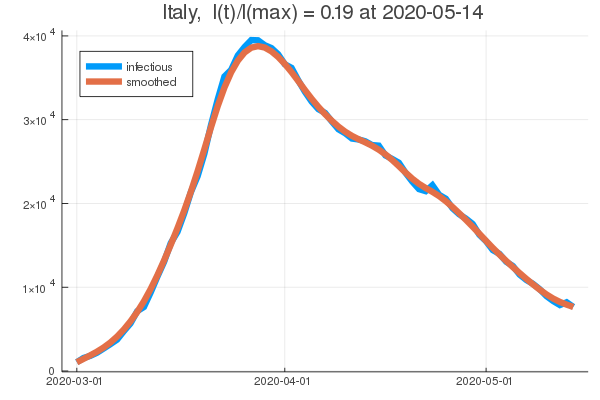 Italy,  I(t)/I(max) = 0.19 at 2020-05-14
4×10⁴
infectious
smoothed
3×10⁴
2×10⁴
1×10⁴
0
2020-03-01 2020-04-01 2020-05-01